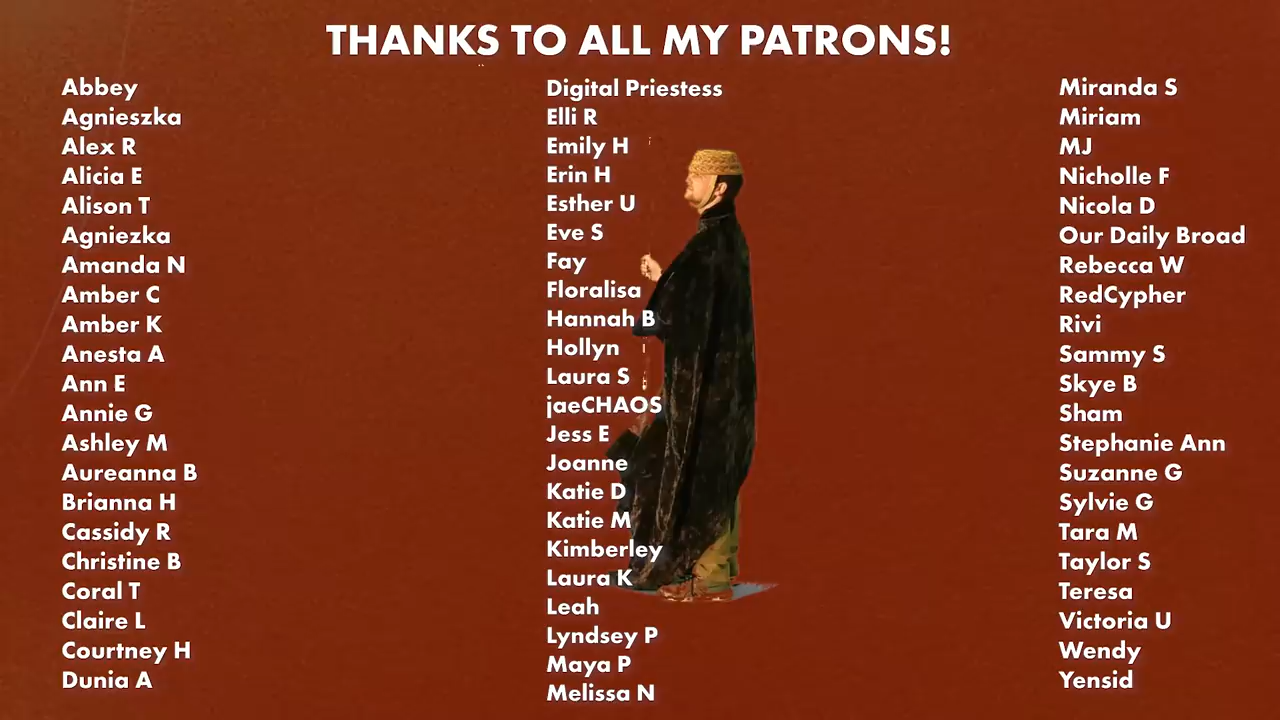 THANKS TO ALL MY PATRONS!
Abbey
Agnieszka
Alex R
Alicia E
Alison T
Agniezka
Amanda N
Amber C
Amber K
Anesta A
Ann E
Annie G
Ashley M
Aureanna B
Brianna H
Cassidy R
Christine B
Coral T
Claire L
Courtney H
Dunia A
Digital Priestess
Elli R
Emily H
Erin H
Esther U
Eve S
Fay
Floralisa
Hannah B
Hollyn
Laura S
jaeCHAOS
Jess E
Joanne
Katie D
Katie M
Kimberley
Laura K
Leah
Lyndsey P
Maya P
Melissa N
Miranda S
Miriam
MJ
Nicholle F
Nicola D
Our Daily Broad
Rebecca W
RedCypher
Rivi
Sammy S
Skye B
Sham
Stephanie Ann
Suzanne G
Sylvie G
Tara M
Taylor S
Teresa
Victoria U
Wendy
Yensid